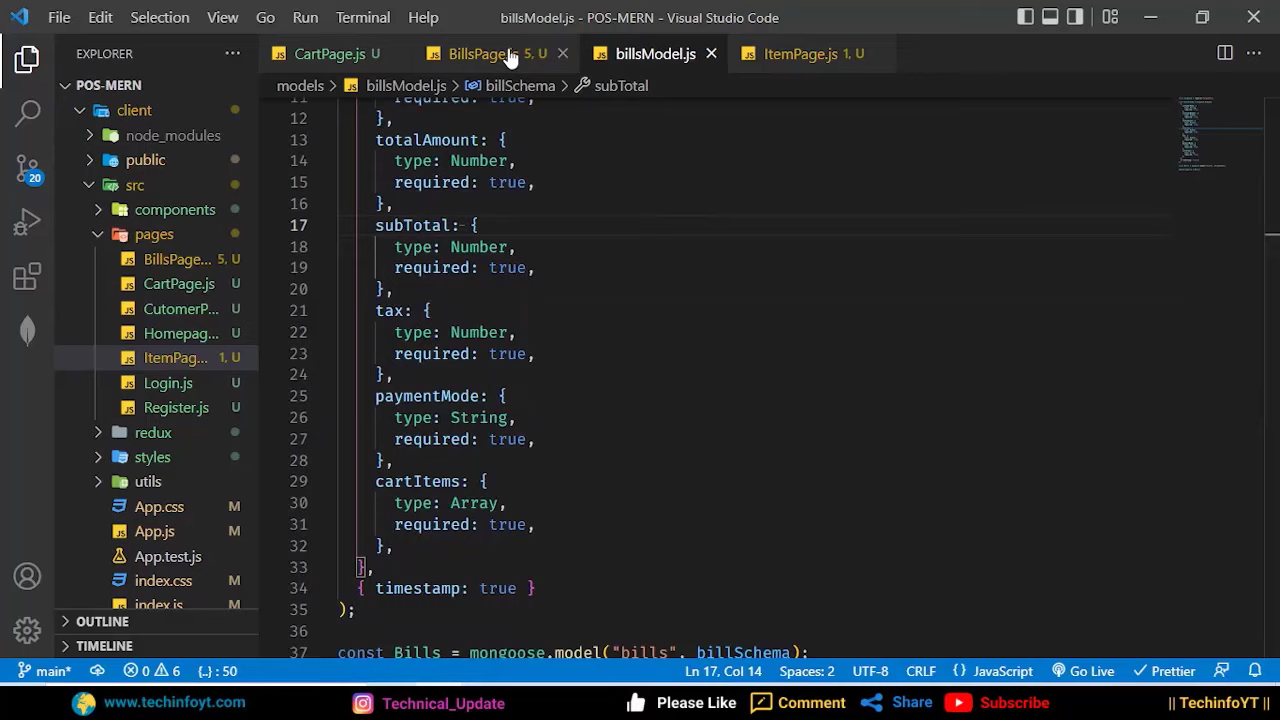 File Edit Selection View Go Run Terminal Help billsModel.js - POS-MERN - Visual Studio Code
EXPLORER
CartPage.js U
BillsPage.js 5, U
billsModel.js
ItemPage.js 1, U
models > billsModel.js > billSchema > subTotal
POS-MERN
client
node_modules
public
src
components
pages
BillsPage... 5, U
CartPage.js U
CutomerP... U
Homepag... U
ItemPag... 1, U
Login.js U
Register.js U
redux
styles
utils
App.css M
App.js M
App.test.js
index.css M
index.js M
OUTLINE
TIMELINE
20
11 required: true,
12 },
13 totalAmount: {
14 type: Number,
15 required: true,
16 },
17 subTotal: {
18 type: Number,
19 required: true,
20 },
21 tax: {
22 type: Number,
23 required: true,
24 },
25 paymentMode: {
26 type: String,
27 required: true,
28 },
29 cartItems: {
30 type: Array,
31 required: true,
32 },
33 },
34 { timestamp: true }
35 );
36
37 const Bills = mongoose.model("bills", billSchema);
main* 0 6 {..} : 50 Ln 17, Col 14 Spaces: 2 UTF-8 CRLF {} JavaScript Go Live Prettier
www.techinfoyt.com Technical_Update Please Like Comment Share Subscribe || TechinfoYT ||